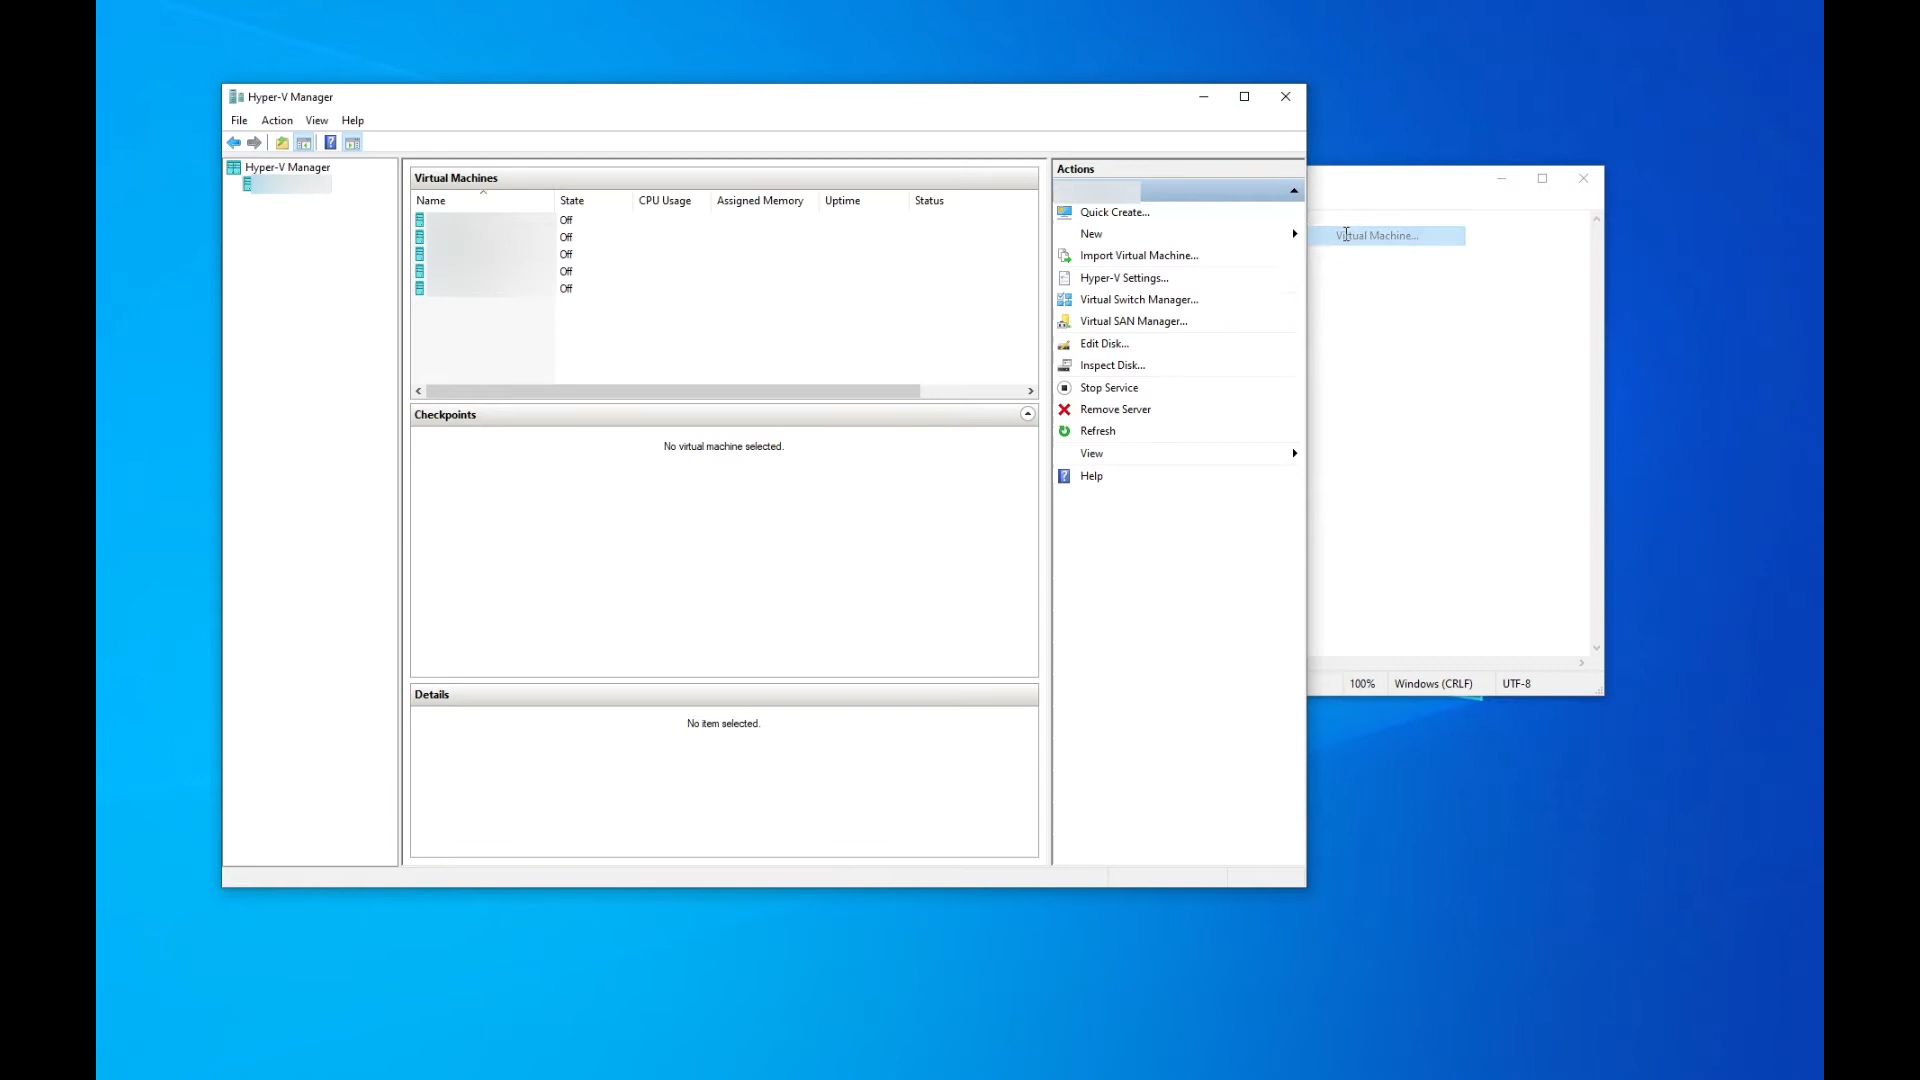 Hyper-V Manager
File Action View Help
Hyper-V Manager
Virtual Machines
Name State CPU Usage Assigned Memory Uptime Status
Off
Off
Off
Off
Off
Checkpoints
No virtual machine selected.
Details
No item selected.
Actions
Quick Create...
New
Import Virtual Machine...
Hyper-V Settings...
Virtual Switch Manager...
Virtual SAN Manager...
Edit Disk...
Inspect Disk...
Stop Service
Remove Server
Refresh
View
Help
Virtual Machine...
100% Windows (CRLF) UTF-8